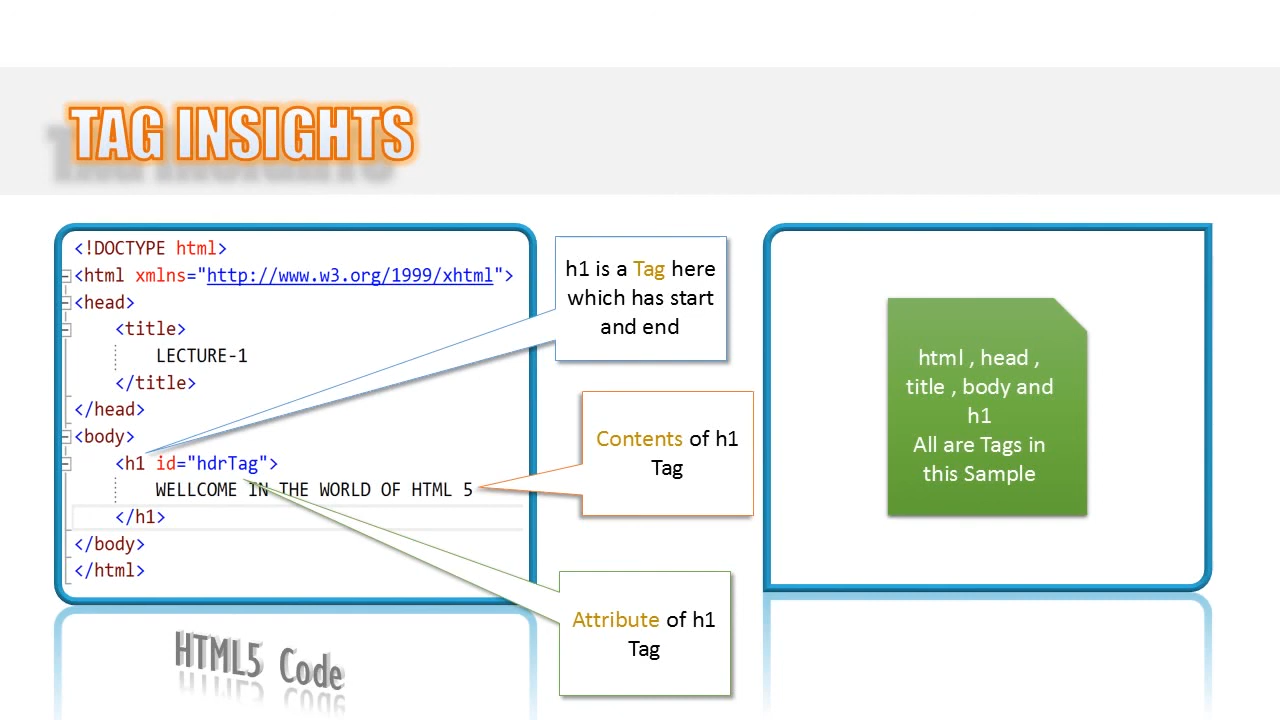 TAG INSIGHTS
<!DOCTYPE html>
<html xmlns="http://www.w3.org/1999/xhtml">
<head>
<title>
LECTURE-1
</title>
</head>
<body>
<h1 id="hdrTag">
WELLCOME IN THE WORLD OF HTML 5
</h1>
</body>
</html>
HTML5 Code
h1 is a Tag here
which has start
and end
Contents of h1
Tag
Attribute of h1
Tag
html , head ,
title , body and
h1
All are Tags in
this Sample